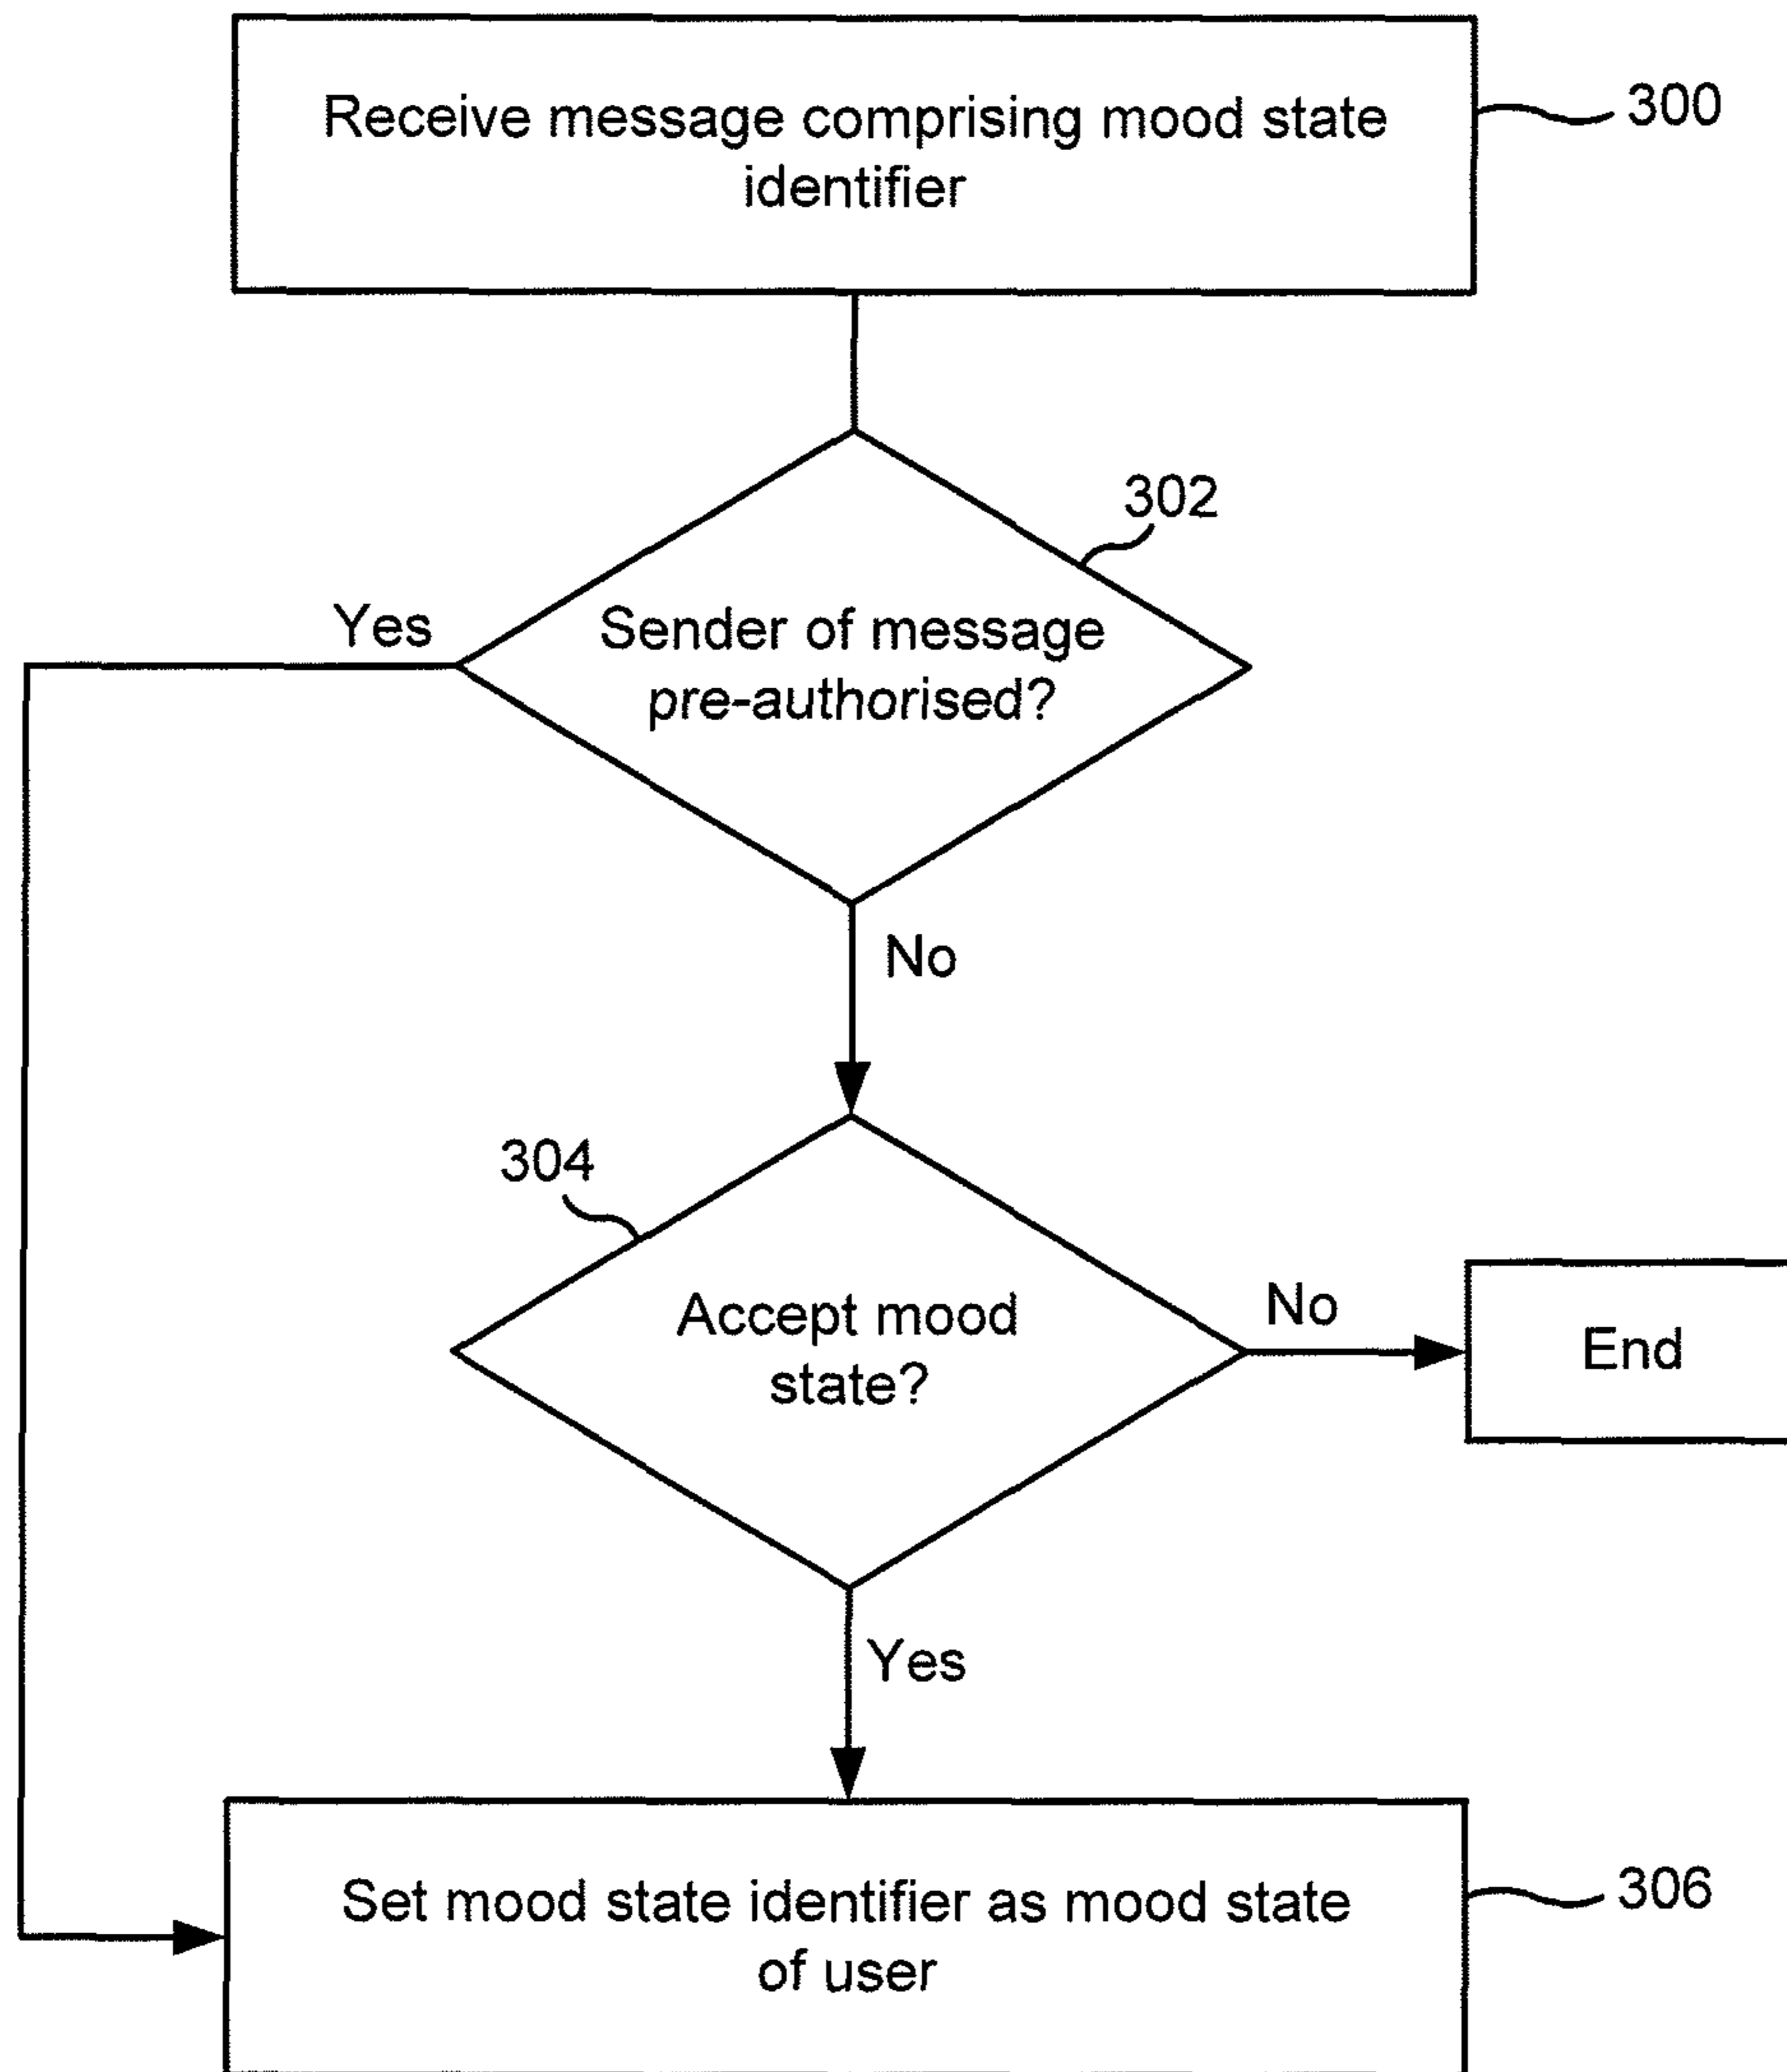 Receive message comprising mood state
identifier
300
302
Yes
Sender of message
pre-authorised?
No
304
Accept mood
state?
No
End
Yes
Set mood state identifier as mood state
of user
306